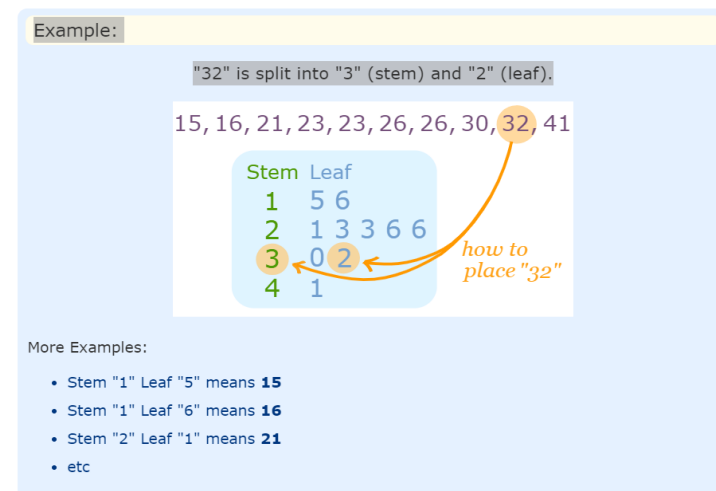 Example:
"32" is split into "3" (stem) and "2" (leaf).
15, 16, 21, 23, 23, 26, 26, 30, 32, 41
Stem Leaf
1 5 6
2 1 3 3 6 6
3 0 2
4 1
how to
place "32"
More Examples:
• Stem "1" Leaf "5" means 15
• Stem "1" Leaf "6" means 16
• Stem "2" Leaf "1" means 21
• etc